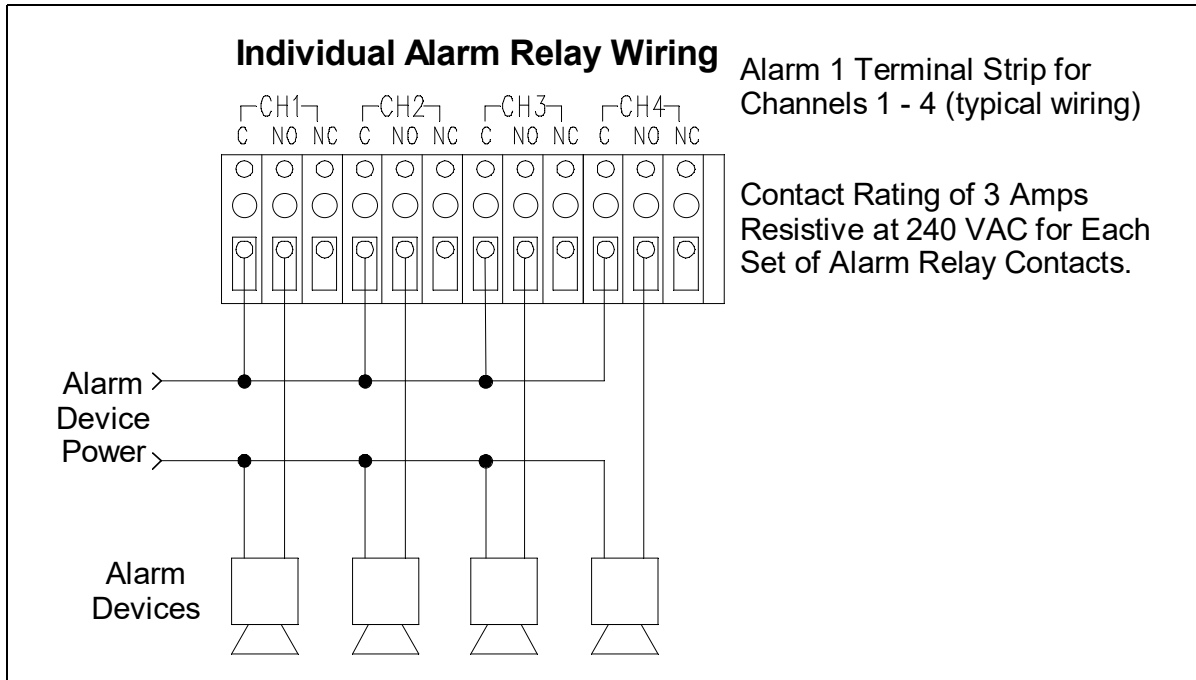 Individual Alarm Relay Wiring
Alarm 1 Terminal Strip for
Channels 1 - 4 (typical wiring)
CH1 CH2 CH3 CH4
C NO NC C NO NC C NO NC C NO NC
Contact Rating of 3 Amps
Resistive at 240 VAC for Each
Set of Alarm Relay Contacts.
Alarm
Device
Power
Alarm
Devices